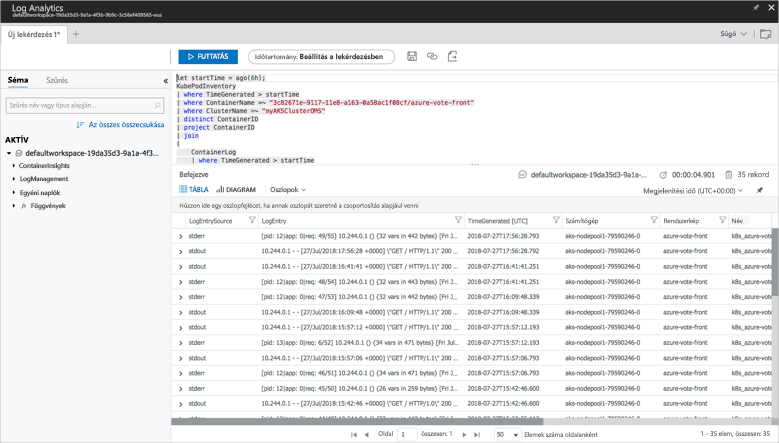 Log Analytics
defaultworkspace-19da35d3-9a1a-4f3b-9b9c-3c56ef409565-eus
Új lekérdezés 1*
Súgó
FUTTATÁS
Időtartomány: Beállítás a lekérdezésben
Séma
Szűrés
Szűrés név vagy típus alapján...
Az összes összecsukása
AKTÍV
defaultworkspace-19da35d3-9a1a-4f3...
ContainerInsights
LogManagement
Egyéni naplók
fx Függvények
let startTime = ago(6h);
KubePodInventory
| where TimeGenerated > startTime
| where ContainerName =~ "3c82671e-9117-11e8-a163-0a58ac1f08cf/azure-vote-front"
| where ClusterName =~ "myAKSClusterOMS"
| distinct ContainerID
| project ContainerID
| join
(
ContainerLog
| where TimeGenerated > startTime
Befejezve
defaultworkspace-19da35d3-9a1a-...
00:00:04.901
35 rekord
TÁBLA
DIAGRAM
Oszlopok
Megjelenítési idő (UTC+00:00)
Húzzon ide egy oszlopfejlécet, ha annak oszlopát szeretné a csoportosítás alapjául venni
LogEntrySource LogEntry TimeGenerated [UTC] Számítógép Rendszerkép Név
stderr [pid: 12|app: 0|req: 49/55] 10.244.0.1 () {32 vars in 442 bytes} [Fri J... 2018-07-27T17:56:28.793 aks-nodepool1-79590246-0 azure-vote-front k8s_azure-vote
stdout 10.244.0.1 - - [27/Jul/2018:17:56:28 +0000] \"GET / HTTP/1.1\" 200 ... 2018-07-27T17:56:28.792 aks-nodepool1-79590246-0 azure-vote-front k8s_azure-vote
stdout 10.244.0.1 - - [27/Jul/2018:16:41:41 +0000] \"GET / HTTP/1.1\" 200 ... 2018-07-27T16:41:41.251 aks-nodepool1-79590246-0 azure-vote-front k8s_azure-vote
stderr [pid: 12|app: 0|req: 48/54] 10.244.0.1 () {32 vars in 443 bytes} [Fri J... 2018-07-27T16:41:41.251 aks-nodepool1-79590246-0 azure-vote-front k8s_azure-vote
stderr [pid: 12|app: 0|req: 47/53] 10.244.0.1 () {32 vars in 442 bytes} [Fri J... 2018-07-27T16:09:48.339 aks-nodepool1-79590246-0 azure-vote-front k8s_azure-vote
stdout 10.244.0.1 - - [27/Jul/2018:16:09:48 +0000] \"GET / HTTP/1.1\" 200 ... 2018-07-27T16:09:48.339 aks-nodepool1-79590246-0 azure-vote-front k8s_azure-vote
stdout 10.244.0.1 - - [27/Jul/2018:15:57:12 +0000] \"GET / HTTP/1.1\" 200 ... 2018-07-27T15:57:12.193 aks-nodepool1-79590246-0 azure-vote-front k8s_azure-vote
stderr [pid: 13|app: 0|req: 6/52] 10.244.0.1 () {34 vars in 471 bytes} [Fri Jul... 2018-07-27T15:57:12.193 aks-nodepool1-79590246-0 azure-vote-front k8s_azure-vote
stdout 10.244.0.1 - - [27/Jul/2018:15:57:06 +0000] \"GET / HTTP/1.1\" 200 ... 2018-07-27T15:57:06.793 aks-nodepool1-79590246-0 azure-vote-front k8s_azure-vote
stderr [pid: 12|app: 0|req: 46/51] 10.244.0.1 () {34 vars in 471 bytes} [Fri J... 2018-07-27T15:57:06.793 aks-nodepool1-79590246-0 azure-vote-front k8s_azure-vote
stderr [pid: 12|app: 0|req: 45/50] 10.244.0.1 () {26 vars in 259 bytes} [Fri J... 2018-07-27T15:42:46.600 aks-nodepool1-79590246-0 azure-vote-front k8s_azure-vote
stdout 10.244.0.1 - - [27/Jul/2018:15:42:46 +0000] \"GET / HTTP/1.0\" 200 ... 2018-07-27T15:42:46.600 aks-nodepool1-79590246-0 azure-vote-front k8s_azure-vote
Oldal 1 összesen: 1 50 Elemek száma oldalanként 1 – 35 elem, összesen: 35